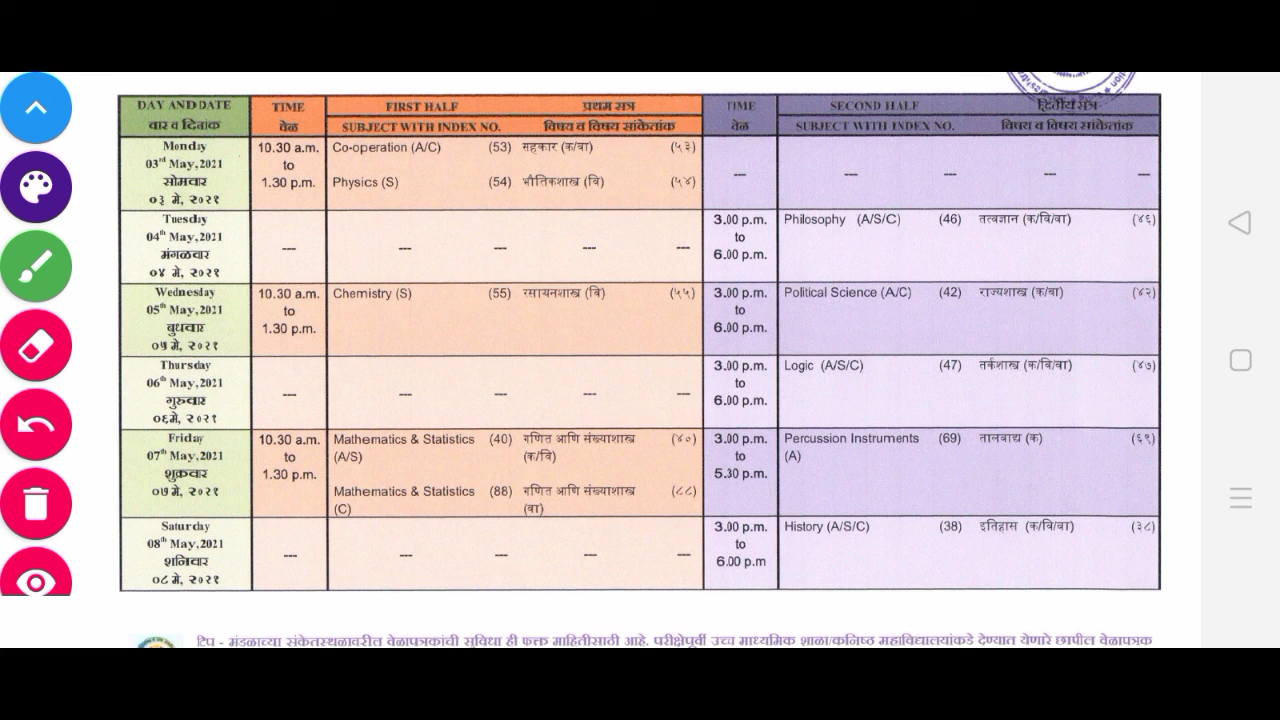 DAY AND DATE TIME FIRST HALF प्रथम सत्र TIME SECOND HALF द्वितीय सत्र
वार व दिनांक वेळ SUBJECT WITH INDEX NO. विषय व विषय सांकेतांक वेळ SUBJECT WITH INDEX NO. विषय व विषय सांकेतांक
Monday 10.30 a.m. Co-operation (A/C) (53) सहकार (क/वा) (५३)
03rd May,2021 to
सोमवार 1.30 p.m. Physics (S) (54) भौतिकशास्त्र (वि) (५४) --- --- --- --- ---
०३ मे, २०२१
Tuesday 3.00 p.m. Philosophy (A/S/C) (46) तत्वज्ञान (क/वि/वा) (४६)
04th May,2021 --- --- --- --- --- to
मंगळवार 6.00 p.m.
०४ मे, २०२१
Wednesday 10.30 a.m. Chemistry (S) (55) रसायनशास्त्र (वि) (५५) 3.00 p.m. Political Science (A/C) (42) राज्यशास्त्र (क/वा) (४२)
05th May,2021 to to
बुधवार 1.30 p.m. 6.00 p.m.
०५ मे, २०२१
Thursday 3.00 p.m. Logic (A/S/C) (47) तर्कशास्त्र (क/वि/वा) (४७)
06th May,2021 --- --- --- --- --- to
गुरुवार 6.00 p.m.
०६मे, २०२१
Friday 10.30 a.m. Mathematics & Statistics (40) गणित आणि संख्याशास्त्र (४०) 3.00 p.m. Percussion Instruments (69) तालवाद्य (क) (६९)
07th May,2021 to (A/S) (क/वि) to (A)
शुक्रवार 1.30 p.m. 5.30 p.m.
०७ मे, २०२१ Mathematics & Statistics (88) गणित आणि संख्याशास्त्र (८८)
(C) (वा)
Saturday 3.00 p.m. History (A/S/C) (38) इतिहास (क/वि/वा) (३८)
08th May,2021 --- --- --- --- --- to
शनिवार 6.00 p.m
०८ मे, २०२१
टिप - मंडळाच्या संकेतस्थळावरील वेळापत्रकांची सुविधा ही फक्त माहितीसाठी आहे. परीक्षेपूर्वी उच्च माध्यमिक शाळा/कनिष्ठ महाविद्यालयांकडे देण्यात येणारे छापील वेळापत्रक